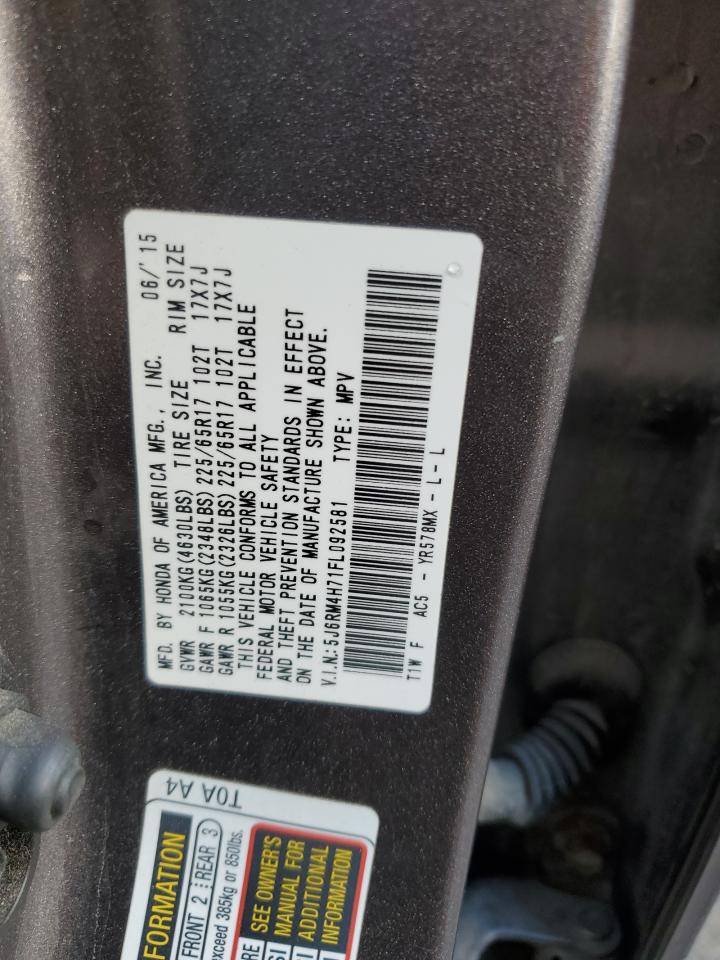 MFD. BY HONDA OF AMERICA MFG., INC. 06/'15
GVWR 2100KG(4630LBS) TIRE SIZE RIM SIZE
GAWR F 1065KG(2348LBS) 225/65R17 102T 17X7J
GAWR R 1055KG(2326LBS) 225/65R17 102T 17X7J
THIS VEHICLE CONFORMS TO ALL APPLICABLE
FEDERAL MOTOR VEHICLE SAFETY
AND THEFT PREVENTION STANDARDS IN EFFECT
ON THE DATE OF MANUFACTURE SHOWN ABOVE.
V.I.N.: 5J6RM4H71FL092581 TYPE: MPV
T1W F AC5 - YR578MX - L - L
T0A A4
FORMATION
FRONT 2 REAR 3
exceed 385kg or 850lbs.
SEE OWNER'S
MANUAL FOR
ADDITIONAL
INFORMATION